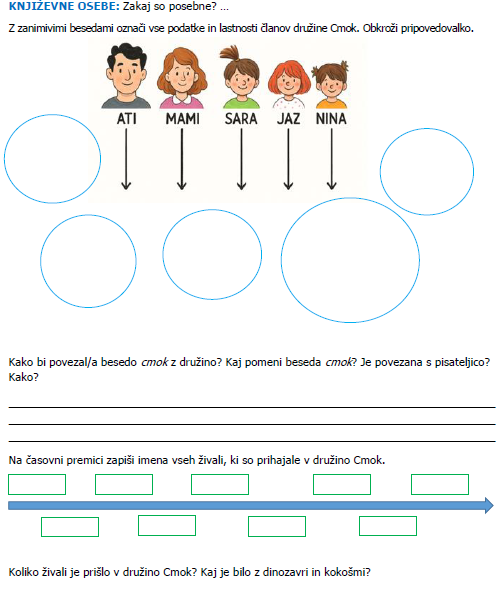 KNJIŽEVNE OSEBE: Zakaj so posebne? ...
Z zanimivimi besedami označi vse podatke in lastnosti članov družine Cmok. Obkroži pripovedovalko.
ATI MAMI SARA JAZ NINA
Kako bi povezal/a besedo cmok z družino? Kaj pomeni beseda cmok? Je povezana s pisateljico?
Kako?
Na časovni premici zapiši imena vseh živali, ki so prihajale v družino Cmok.
Koliko živali je prišlo v družino Cmok? Kaj je bilo z dinozavri in kokošmi?